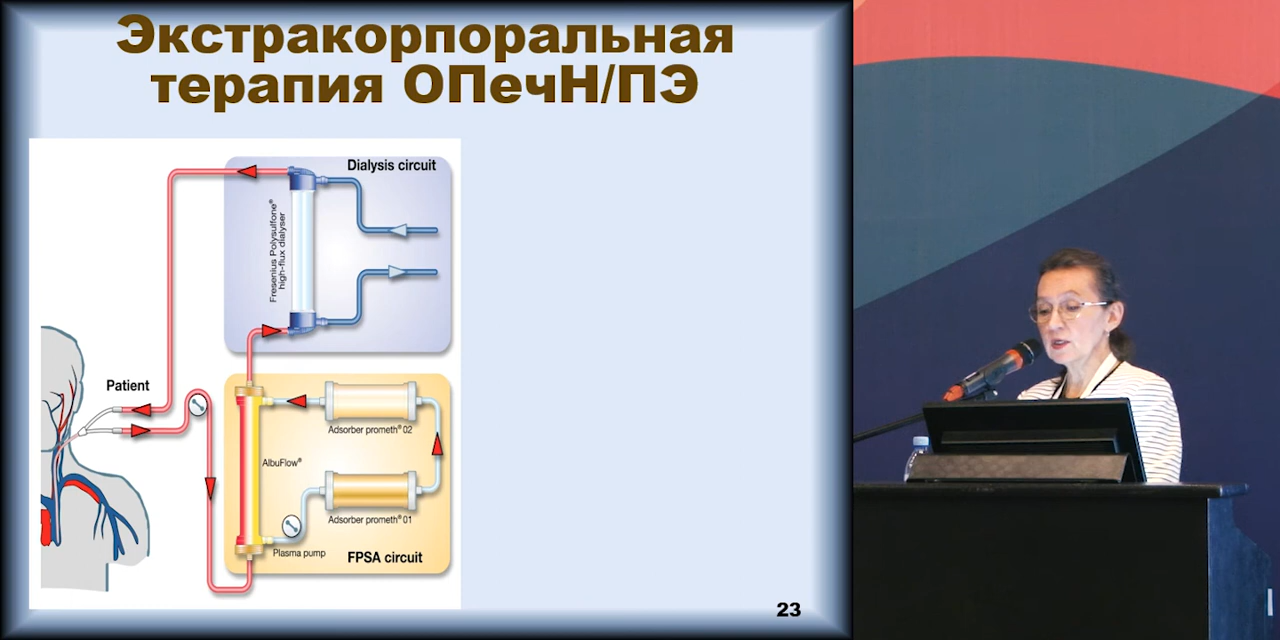 Экстракорпоральная
терапия ОПечН/ПЭ
Dialysis circuit
Fresenius Polysulfone®
high-flux dialyser
Patient
Adsorber prometh® 02
AlbuFlow®
Adsorber prometh® 01
Plasma pump
FPSA circuit
23